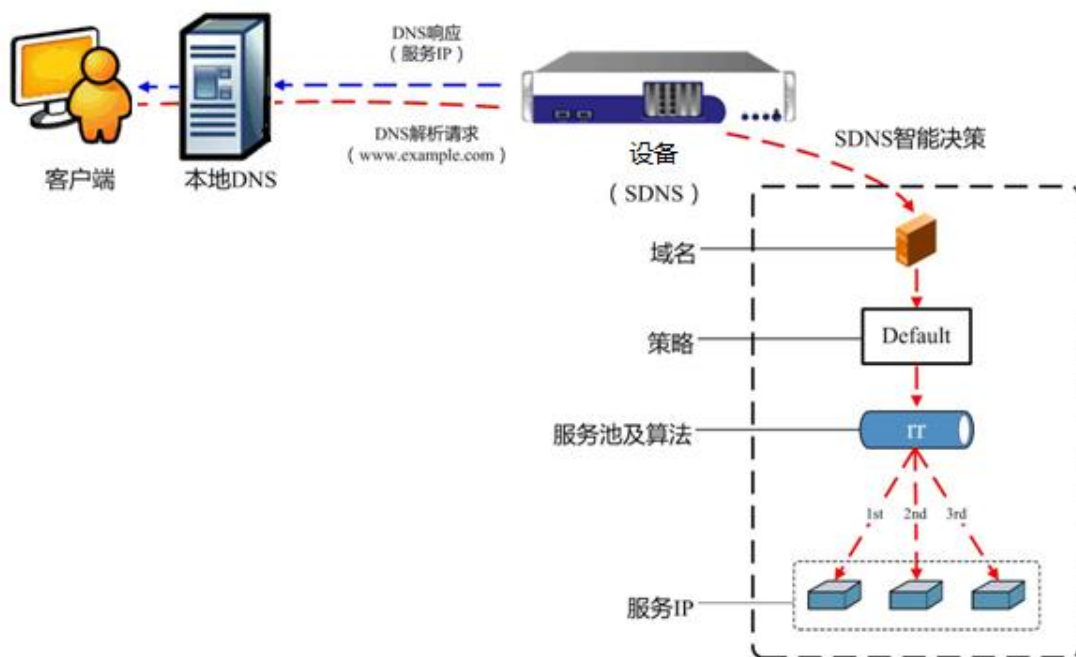 DNS响应
（服务IP）
DNS解析请求
（www.example.com）
客户端
本地DNS
设备
（SDNS）
SDNS智能决策
域名
策略
Default
服务池及算法
rr
1st
2nd
3rd
服务IP